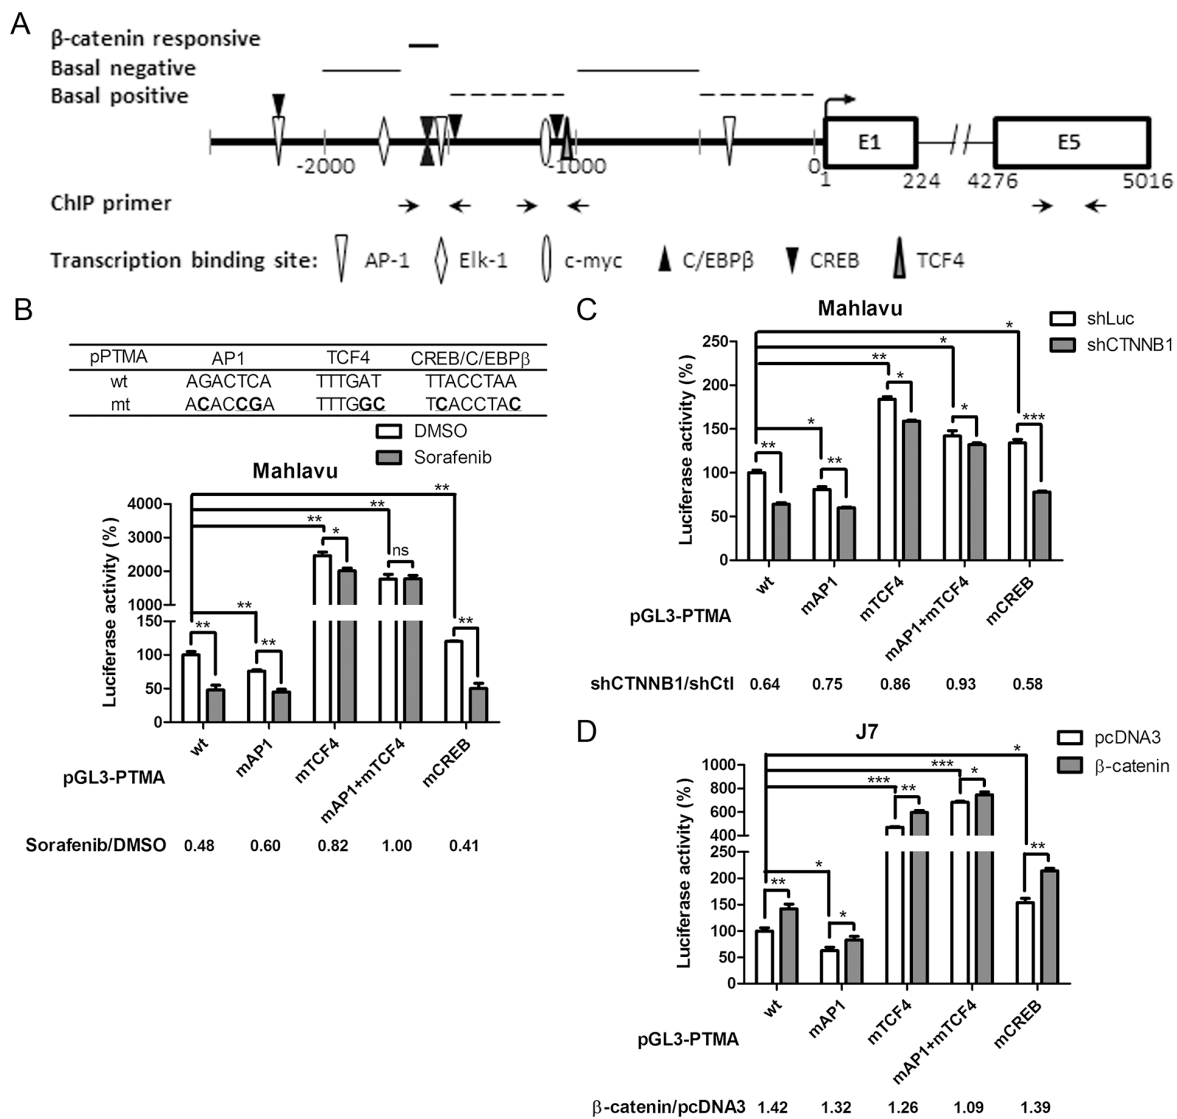 A
β-catenin responsive
Basal negative
Basal positive
-2000
-1000
0
1
E1
224
4276
E5
5016
ChIP primer
Transcription binding site: AP-1 Elk-1 c-myc C/EBPβ CREB TCF4
B
pPTMA AP1 TCF4 CREB/C/EBPβ
wt AGACTCA TTTGAT TTACCTAA
mt ACACCGA TTTGGC TCACCTAC
DMSO
Sorafenib
Mahlavu
Luciferase activity (%)
4000
3000
2000
1000
150
100
50
0
** ** ** ** ** * ** ns **
wt mAP1 mTCF4 mAP1+mTCF4 mCREB
pGL3-PTMA
Sorafenib/DMSO 0.48 0.60 0.82 1.00 0.41
C
Mahlavu
shLuc
shCTNNB1
Luciferase activity (%)
250
200
150
100
50
0
** * ** ** * * * * ***
wt mAP1 mTCF4 mAP1+mTCF4 mCREB
pGL3-PTMA
shCTNNB1/shCtl 0.64 0.75 0.86 0.93 0.58
D
J7
pcDNA3
β-catenin
Luciferase activity (%)
1000
800
600
400
250
200
150
100
50
0
** * * *** ** *** * * **
wt mAP1 mTCF4 mAP1+mTCF4 mCREB
pGL3-PTMA
β-catenin/pcDNA3 1.42 1.32 1.26 1.09 1.39